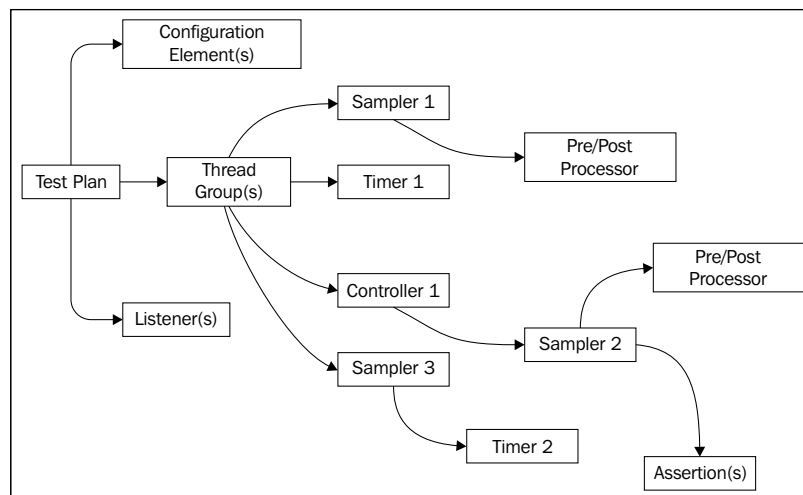 Configuration
Element(s)
Sampler 1
Pre/Post
Processor
Test Plan
Thread
Group(s)
Timer 1
Pre/Post
Processor
Controller 1
Listener(s)
Sampler 2
Sampler 3
Timer 2
Assertion(s)